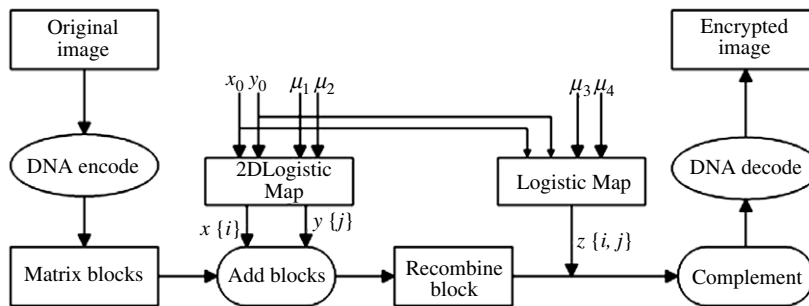 Original
image
Encrypted
image
x₀ y₀
μ₁ μ₂
μ₃ μ₄
DNA encode
2DLogistic
Map
Logistic Map
DNA decode
x {i}
y {j}
z {i, j}
Matrix blocks
Add blocks
Recombine
block
Complement